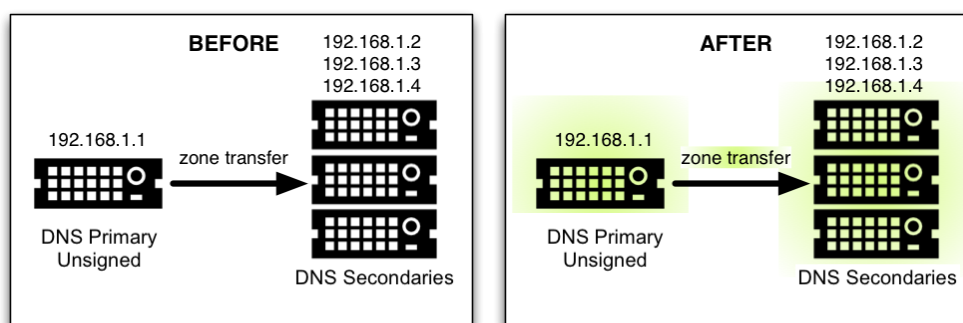 BEFORE
192.168.1.2
192.168.1.3
192.168.1.4
192.168.1.1
zone transfer
DNS Primary
Unsigned
DNS Secondaries
AFTER
192.168.1.2
192.168.1.3
192.168.1.4
192.168.1.1
zone transfer
DNS Primary
Unsigned
DNS Secondaries